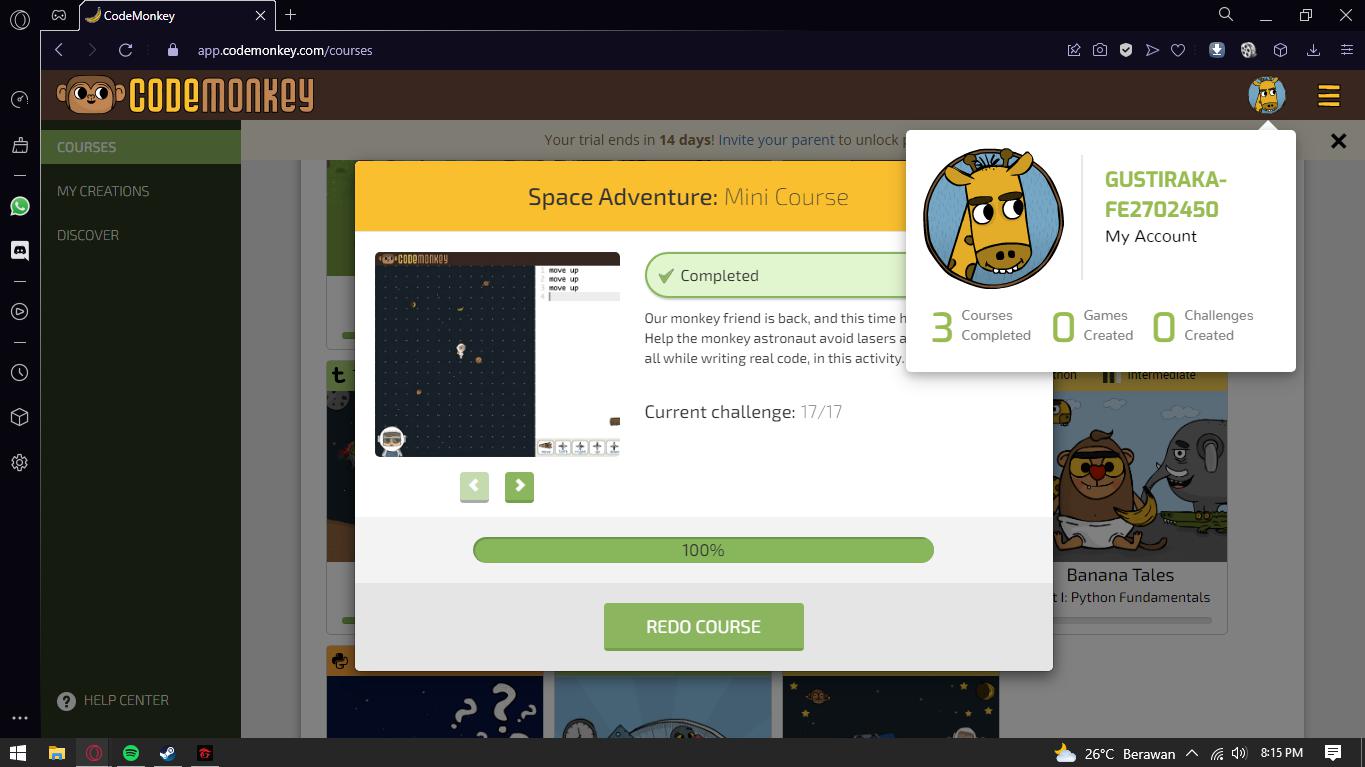 CodeMonkey
app.codemonkey.com/courses
CODEMONKEY
COURSES
MY CREATIONS
DISCOVER
HELP CENTER
Your trial ends in 14 days! Invite your parent to unlock
Space Adventure: Mini Course
CODEMONKEY
1 move up
2 move up
3 move up
4
Completed
Our monkey friend is back, and this time
Help the monkey astronaut avoid lasers
all while writing real code, in this activity.
Current challenge: 17/17
100%
REDO COURSE
GUSTIRAKA-
FE2702450
My Account
3 Courses Completed
0 Games Created
0 Challenges Created
Intermediate
Banana Tales
t I: Python Fundamentals
26°C Berawan
8:15 PM